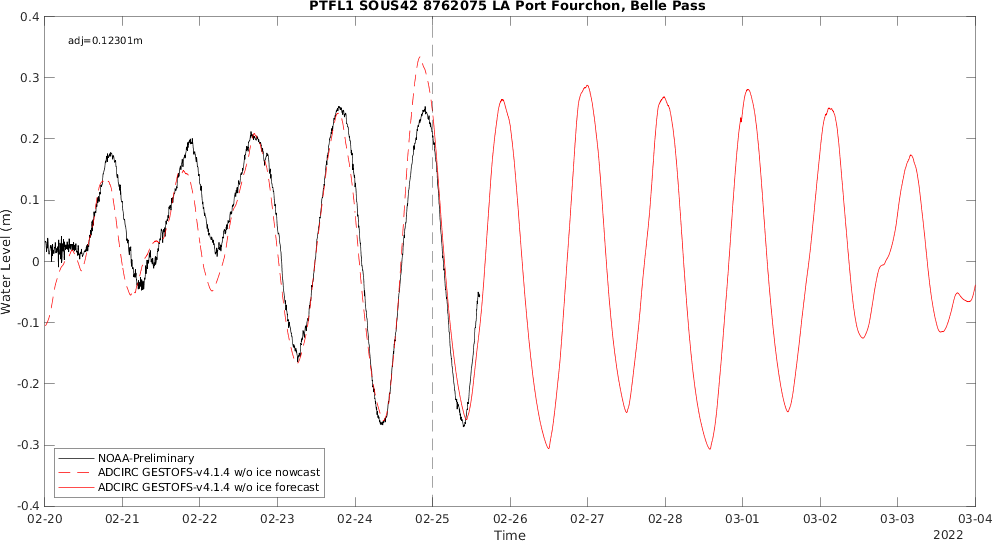 PTFL1 SOUS42 8762075 LA Port Fourchon, Belle Pass
adj=0.12301m
Water Level (m)
0.4
0.3
0.2
0.1
0
-0.1
-0.2
-0.3
-0.4
NOAA-Preliminary
ADCIRC GESTOFS-v4.1.4 w/o ice nowcast
ADCIRC GESTOFS-v4.1.4 w/o ice forecast
02-20 02-21 02-22 02-23 02-24 02-25 02-26 02-27 02-28 03-01 03-02 03-03 03-04
Time
2022